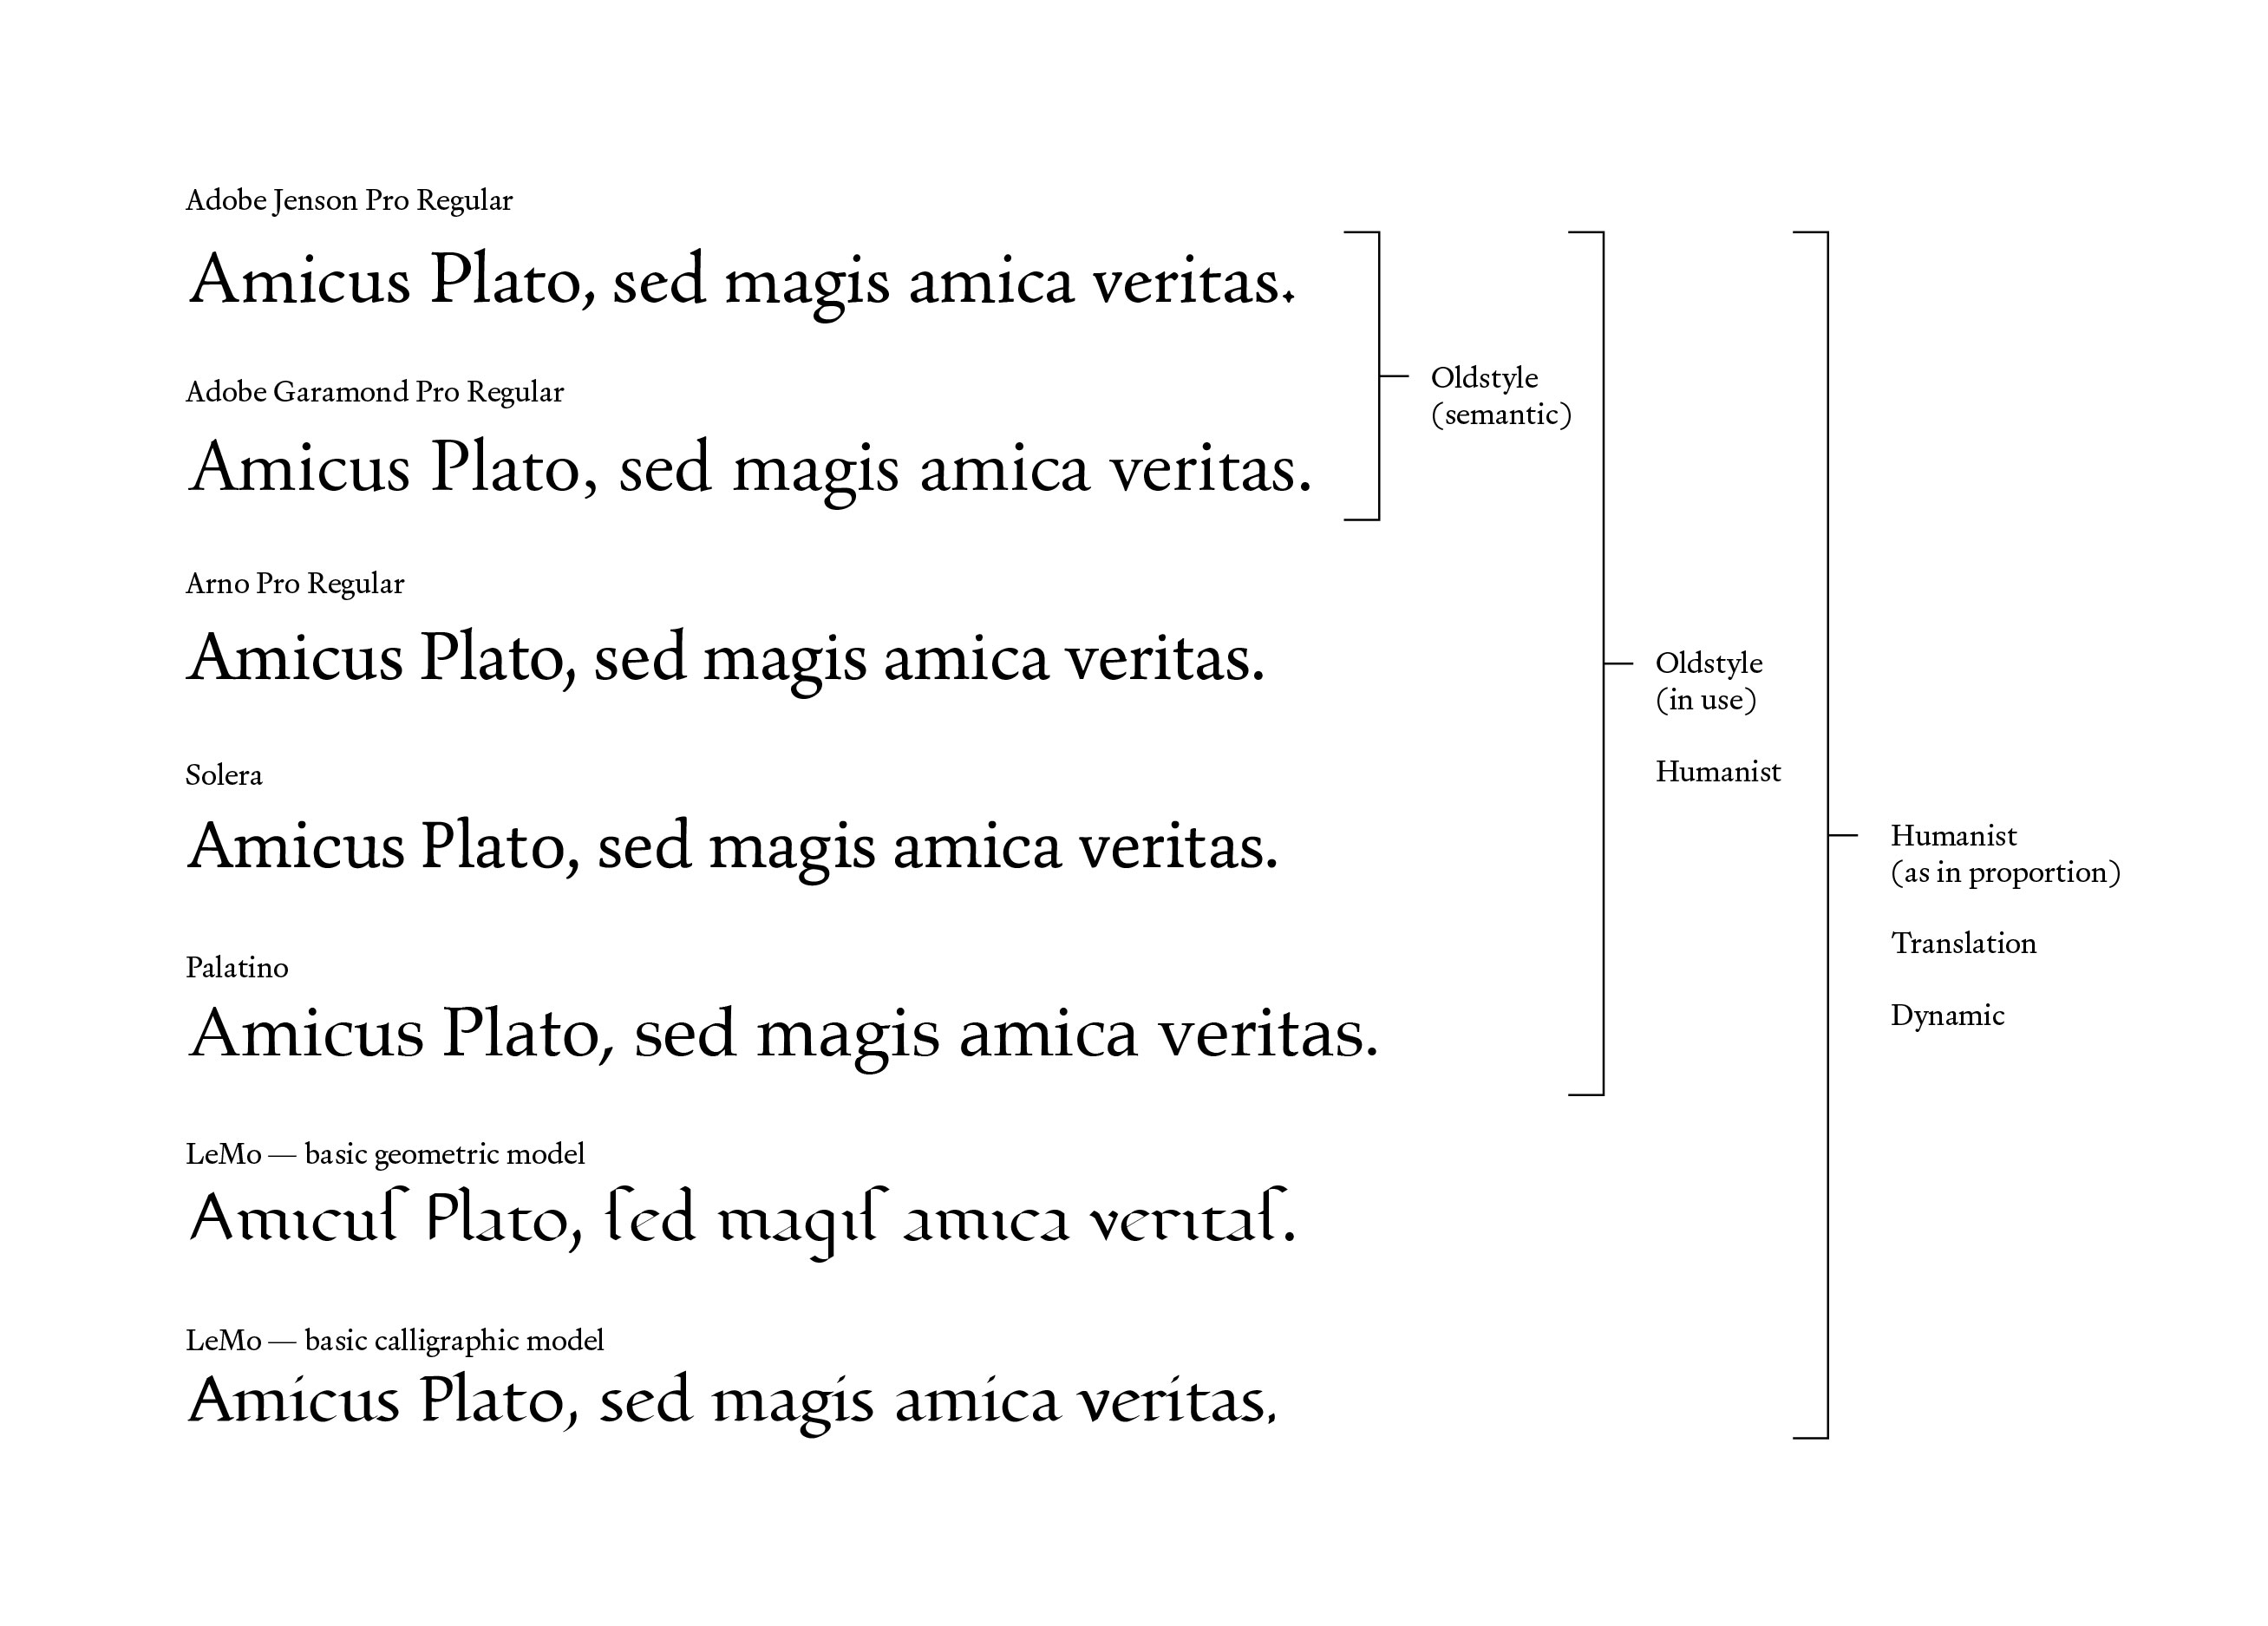 Adobe Jenson Pro Regular
Amicus Plato, sed magis amica veritas.
Adobe Garamond Pro Regular
Amicus Plato, sed magis amica veritas.
Arno Pro Regular
Amicus Plato, sed magis amica veritas.
Solera
Amicus Plato, sed magis amica veritas.
Palatino
Amicus Plato, sed magis amica veritas.
LeMo — basic geometric model
Amıcuſ Plato, ſed magıſ amıca verıtaſ.
LeMo — basic calligraphic model
Amicus Plato, sed magis amica veritas.
Oldstyle
(semantic)
Oldstyle
(in use)
Humanist
Humanist
(as in proportion)
Translation
Dynamic